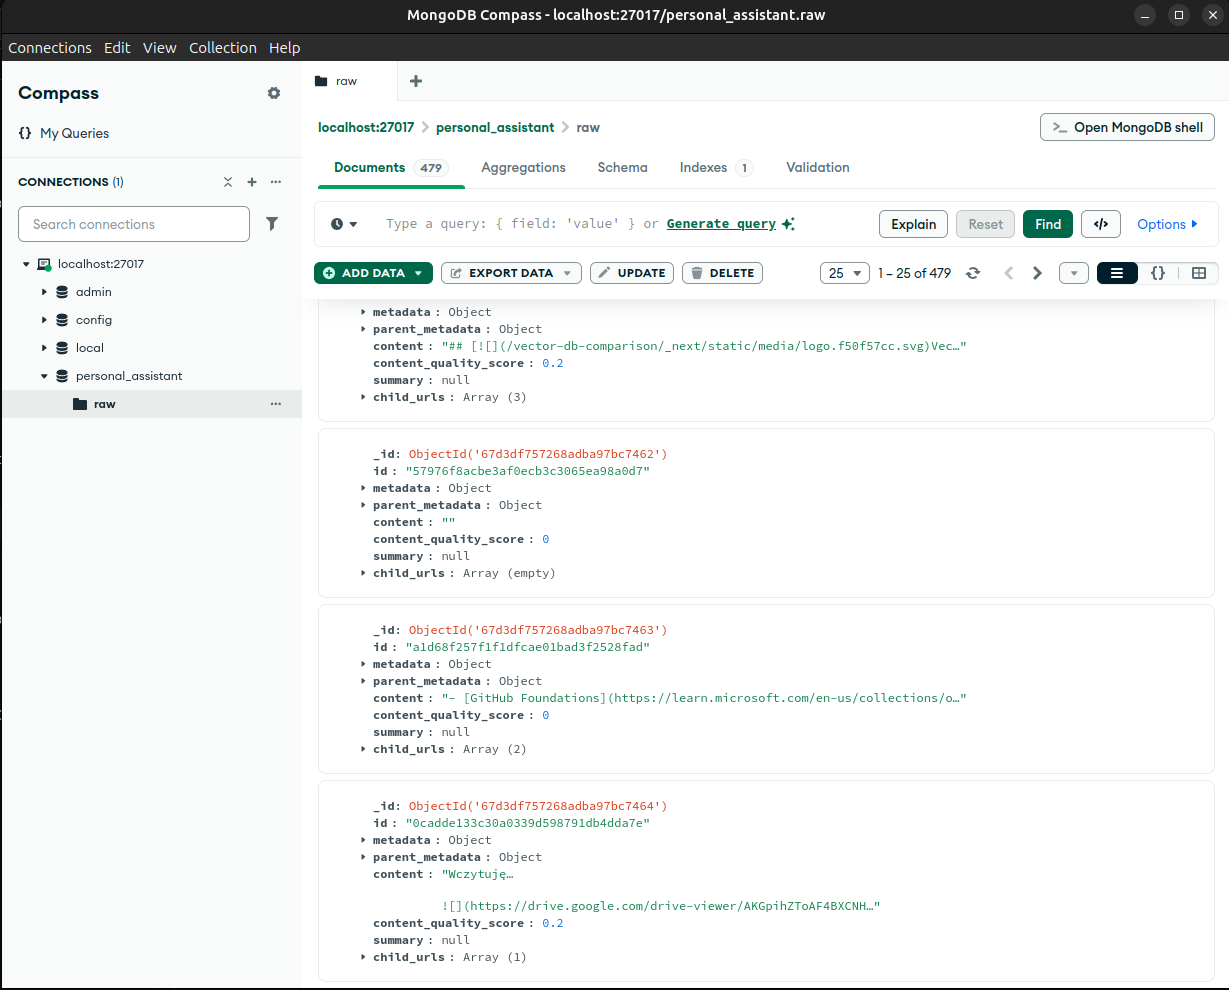 MongoDB Compass - localhost:27017/personal_assistant.raw
Connections Edit View Collection Help
Compass
{} My Queries
CONNECTIONS (1)
Search connections
localhost:27017
admin
config
local
personal_assistant
raw
raw
localhost:27017 > personal_assistant > raw
>_ Open MongoDB shell
Documents 479 Aggregations Schema Indexes 1 Validation
Type a query: { field: 'value' } or Generate query
Explain Reset Find </> Options
ADD DATA EXPORT DATA UPDATE DELETE
25 1 – 25 of 479 {}
metadata : Object
parent_metadata : Object
content : "## [![](/vector-db-comparison/_next/static/media/logo.f50f57cc.svg)Vec…"
content_quality_score : 0.2
summary : null
child_urls : Array (3)
_id: ObjectId('67d3df757268adba97bc7462')
id : "57976f8acbe3af0ecb3c3065ea98a0d7"
metadata : Object
parent_metadata : Object
content : ""
content_quality_score : 0
summary : null
child_urls : Array (empty)
_id: ObjectId('67d3df757268adba97bc7463')
id : "a1d68f257f1f1dfcae01bad3f2528fad"
metadata : Object
parent_metadata : Object
content : "- [GitHub Foundations](https://learn.microsoft.com/en-us/collections/o…"
content_quality_score : 0
summary : null
child_urls : Array (2)
_id: ObjectId('67d3df757268adba97bc7464')
id : "0cadde133c30a0339d598791db4dda7e"
metadata : Object
parent_metadata : Object
content : "Wczytuję…
![](https://drive.google.com/drive-viewer/AKGpihZToAF4BXCNH…"
content_quality_score : 0.2
summary : null
child_urls : Array (1)